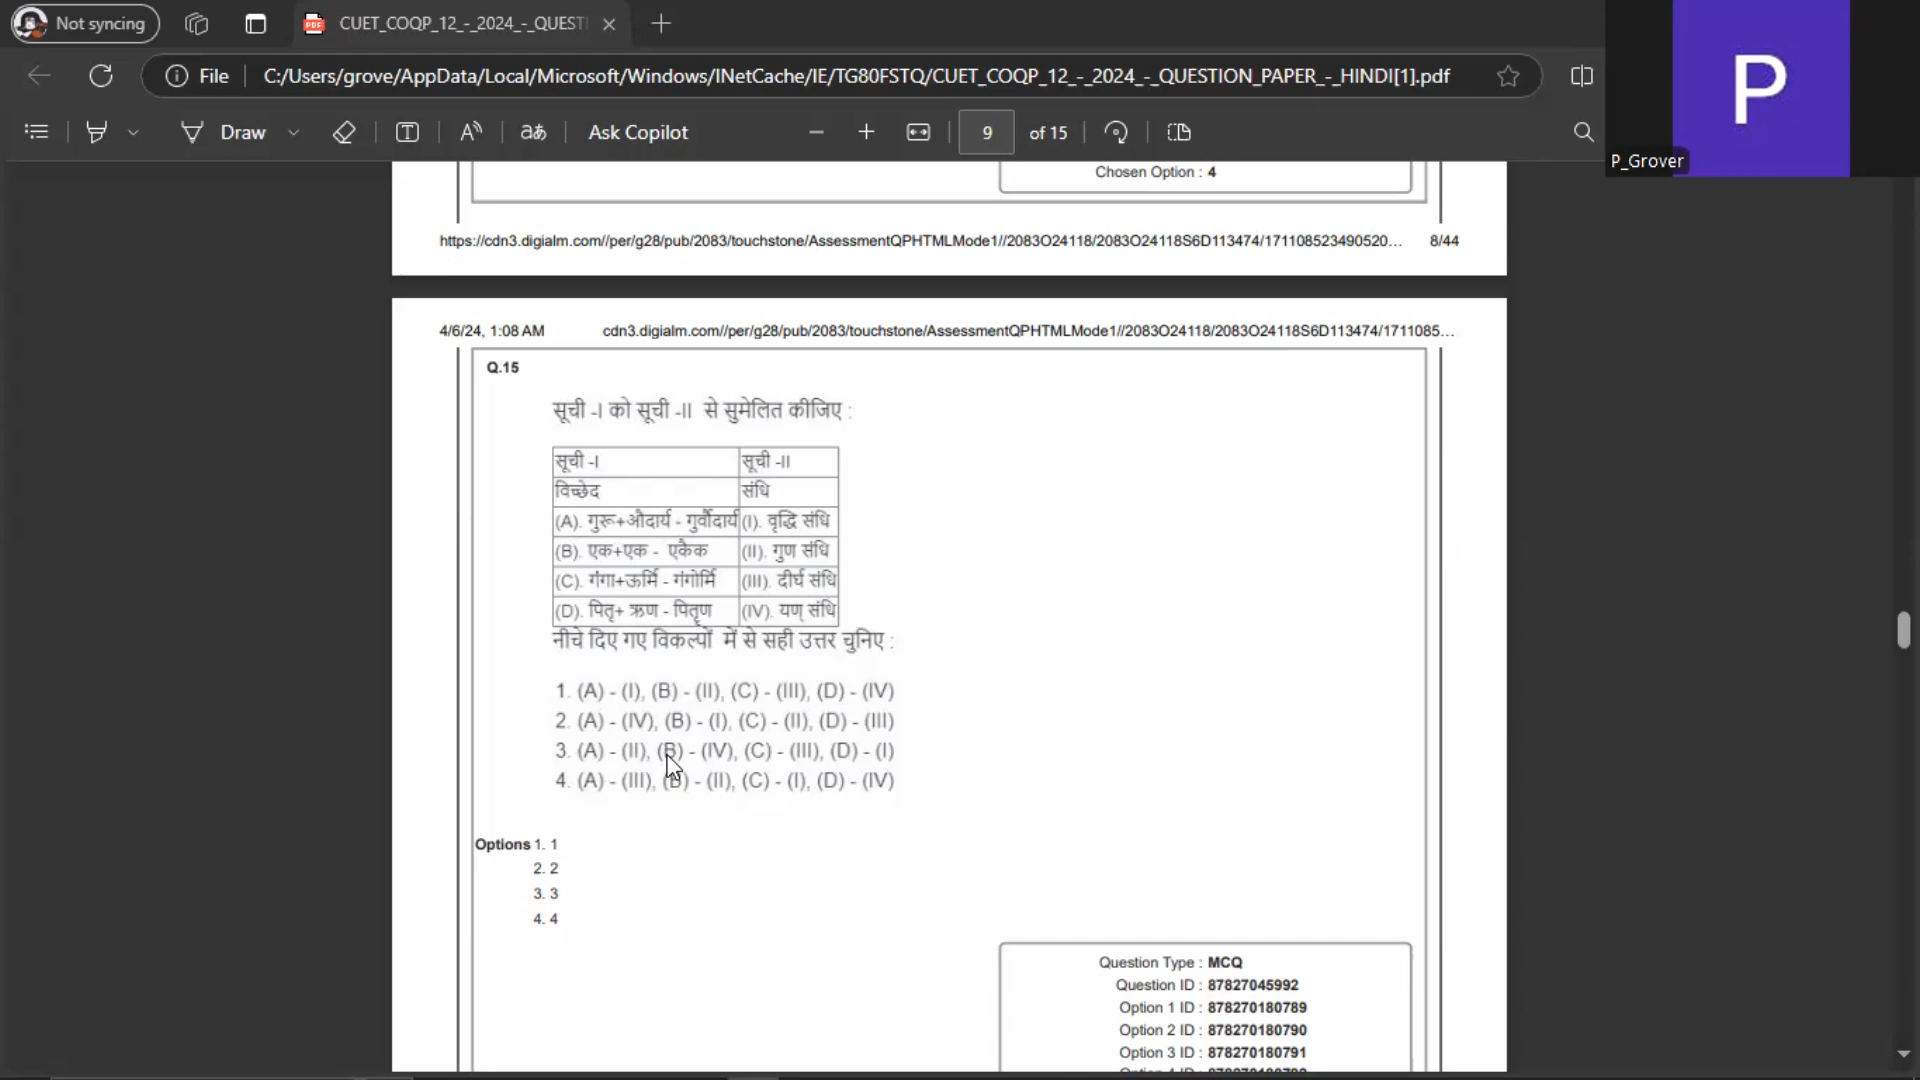 Not syncing
CUET_COQP_12_-_2024_-_QUESTI
File
C:/Users/grove/AppData/Local/Microsoft/Windows/INetCache/IE/TG80FSTQ/CUET_COQP_12_-_2024_-_QUESTION_PAPER_-_HINDI[1].pdf
Draw
Ask Copilot
9 of 15
P
P_Grover
Chosen Option : 4
https://cdn3.digialm.com//per/g28/pub/2083/touchstone/AssessmentQPHTMLMode1//2083O24118/2083O24118S6D113474/171108523490520... 8/44
4/6/24, 1:08 AM cdn3.digialm.com//per/g28/pub/2083/touchstone/AssessmentQPHTMLMode1//2083O24118/2083O24118S6D113474/1711085...
Q.15
सूची -I को सूची -II से सुमेलित कीजिए :
सूची -I सूची -II
विच्छेद संधि
(A). गुरू+औदार्य - गुर्वौदार्य (I). वृद्धि संधि
(B). एक+एक - एकैक (II). गुण संधि
(C). गंगा+ऊर्मि - गंगोर्मि (III). दीर्घ संधि
(D). पितृ+ ऋण - पितॄण (IV). यण् संधि
नीचे दिए गए विकल्पों में से सही उत्तर चुनिए :
1. (A) - (I), (B) - (II), (C) - (III), (D) - (IV)
2. (A) - (IV), (B) - (I), (C) - (II), (D) - (III)
3. (A) - (II), (B) - (IV), (C) - (III), (D) - (I)
4. (A) - (III), (B) - (II), (C) - (I), (D) - (IV)
Options 1. 1
2. 2
3. 3
4. 4
Question Type : MCQ
Question ID : 87827045992
Option 1 ID : 878270180789
Option 2 ID : 878270180790
Option 3 ID : 878270180791